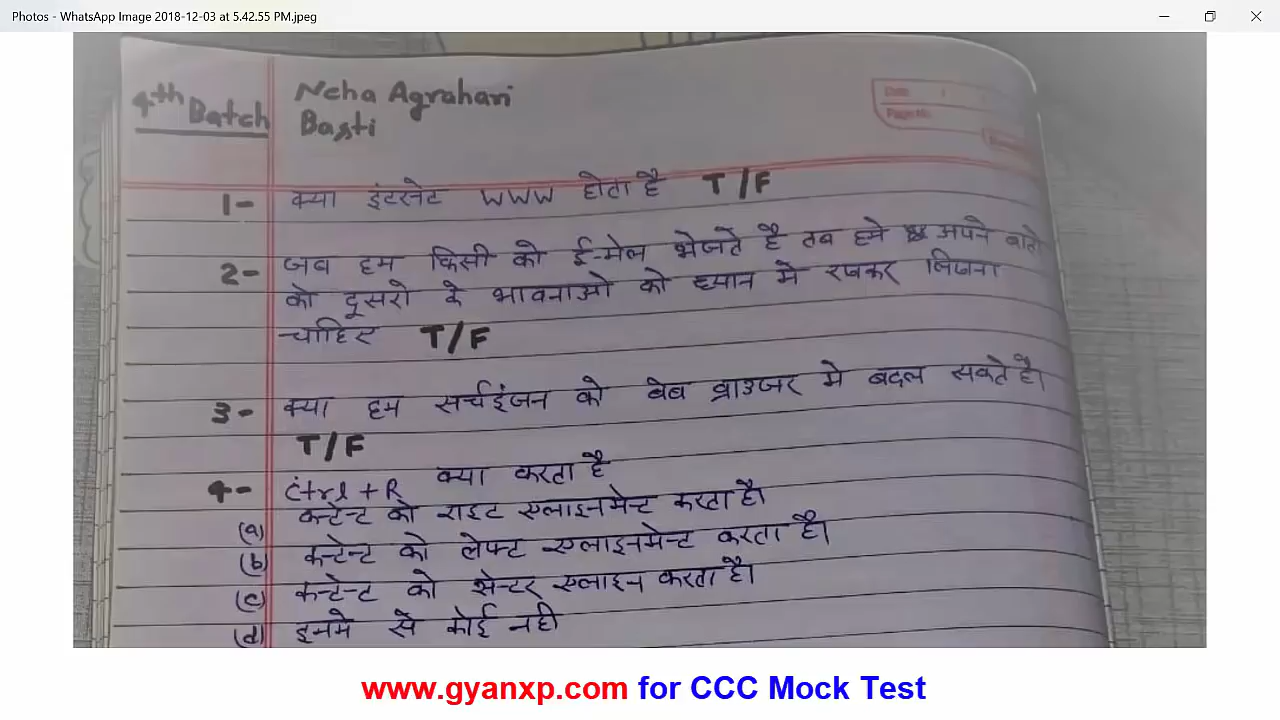 Photos - WhatsApp Image 2018-12-03 at 5.42.55 PM.jpeg
4th Batch
Neha Agrahari
Basti
Date
Page No.
1- क्या इंटरनेट WWW होता है T/F
2- जब हम किसी को ई-मेल भेजते है तब हमे अपने बातो
को दूसरो के भावनाओ को ध्यान मे रखकर लिखना
चाहिए T/F
3- क्या हम सर्चइंजन को बेब ब्राउजर मे बदल सकते है।
T/F
4- Ctrl + R क्या करता है
(a) कन्टेन्ट को राइट एलाइनमेन्ट करता है।
(b) कन्टेन्ट को लेफ्ट एलाइनमेन्ट करता है।
(c) कन्टेन्ट को सेन्टर एलाइन करता है।
(d) इनमे से कोई नही
www.gyanxp.com for CCC Mock Test